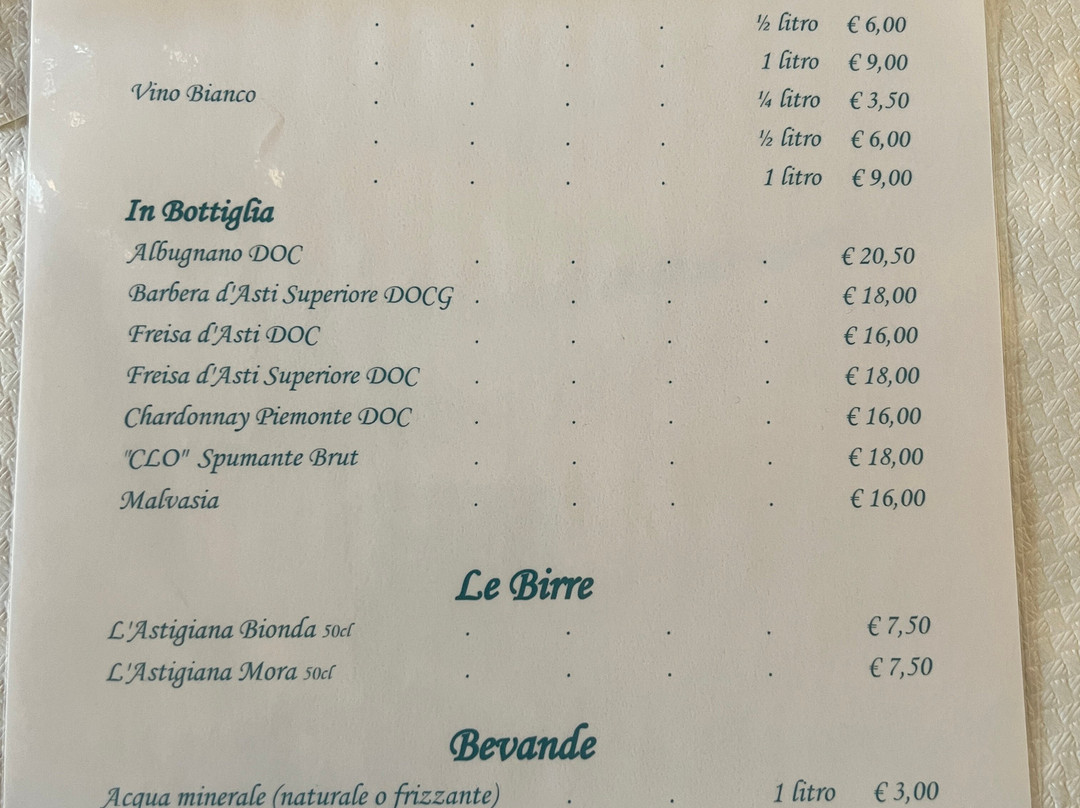 ½ litro € 6,00
1 litro € 9,00
Vino Bianco . . . . ¼ litro € 3,50
½ litro € 6,00
1 litro € 9,00
In Bottiglia
Albugnano DOC . . . . € 20,50
Barbera d'Asti Superiore DOCG . . . . € 18,00
Freisa d'Asti DOC . . . . € 16,00
Freisa d'Asti Superiore DOC . . . . € 18,00
Chardonnay Piemonte DOC . . . . € 16,00
"CLO" Spumante Brut . . . . € 18,00
Malvasia . . . . € 16,00
Le Birre
L'Astigiana Bionda 50cl . . . . € 7,50
L'Astigiana Mora 50cl . . . . € 7,50
Bevande
Acqua minerale (naturale o frizzante) . . 1 litro € 3,00